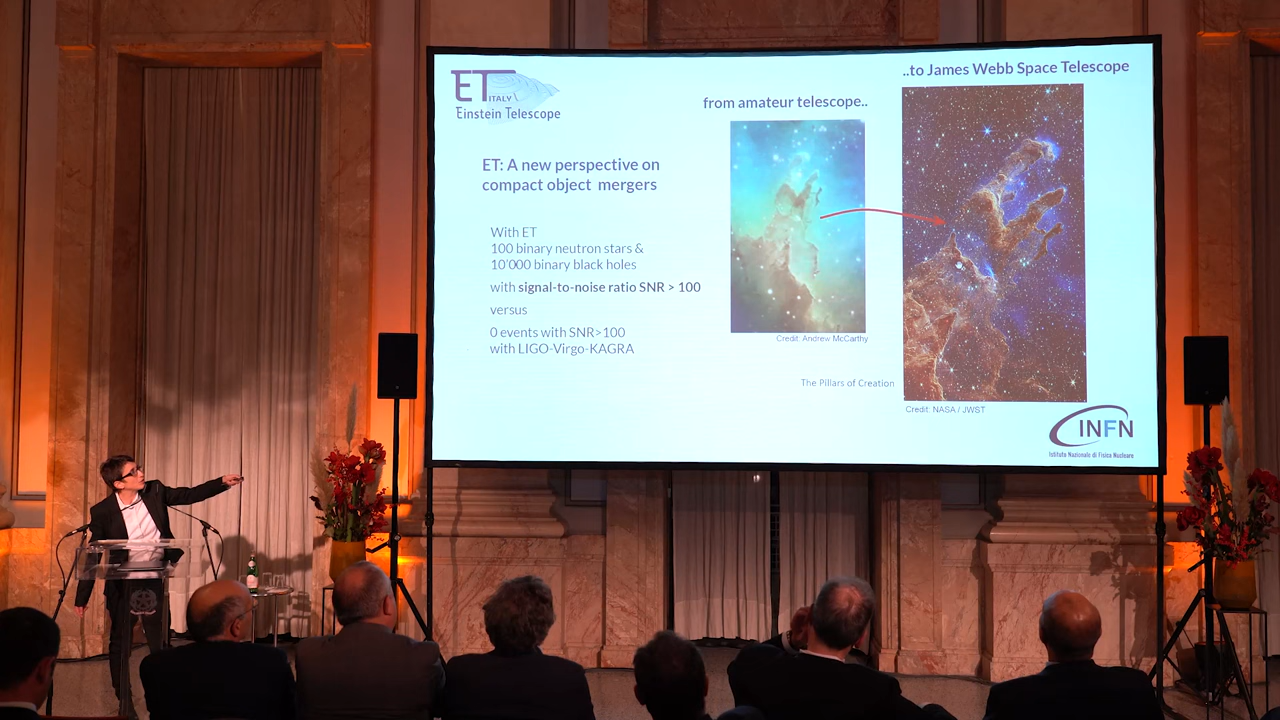 ET
ITALY
Einstein Telescope
ET: A new perspective on
compact object mergers
With ET
100 binary neutron stars &
10'000 binary black holes
with signal-to-noise ratio SNR > 100
versus
0 events with SNR>100
with LIGO-Virgo-KAGRA
from amateur telescope..
..to James Webb Space Telescope
Credit: Andrew McCarthy
The Pillars of Creation
Credit: NASA / JWST
INFN
Istituto Nazionale di Fisica Nucleare